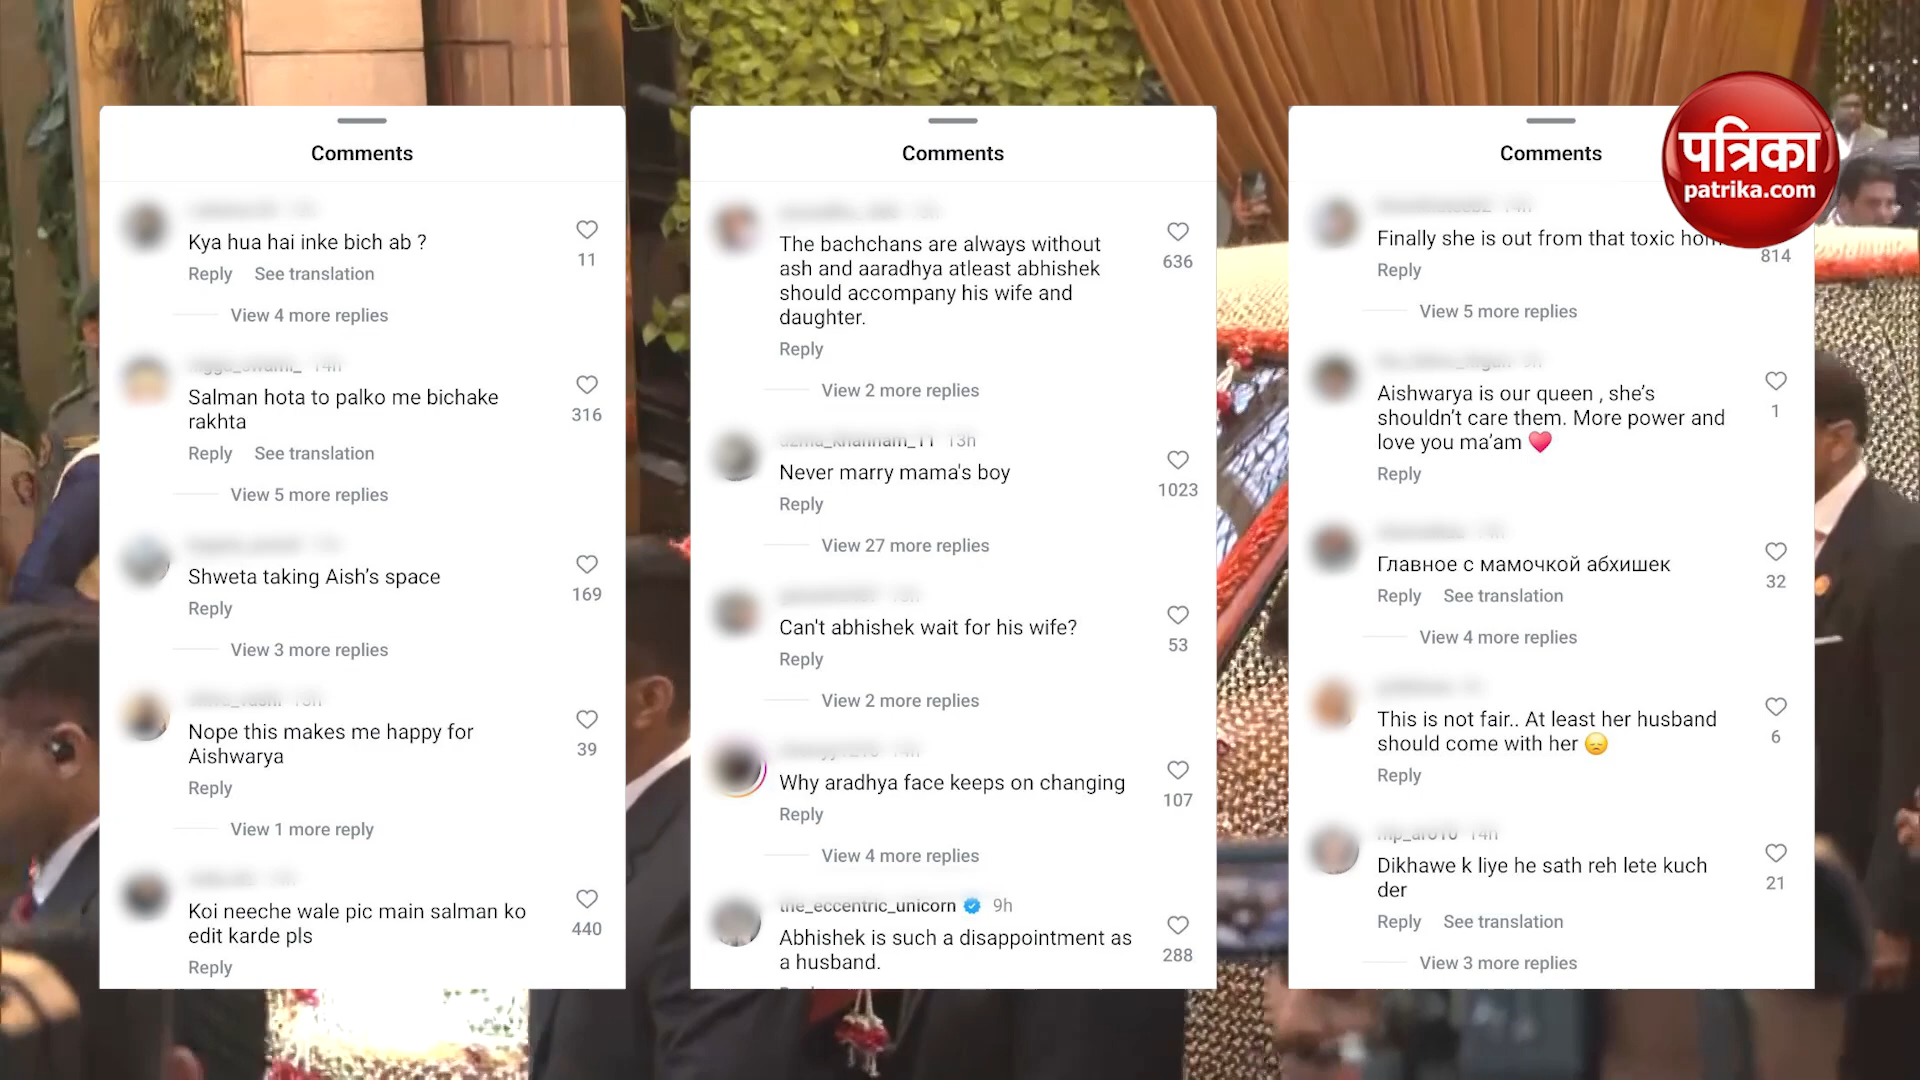 Comments
Kya hua hai inke bich ab ?
11
Reply See translation
View 4 more replies
14h
Salman hota to palko me bichake
rakhta
316
Reply See translation
View 5 more replies
Shweta taking Aish’s space
169
Reply
View 3 more replies
Nope this makes me happy for
Aishwarya
39
Reply
View 1 more reply
Koi neeche wale pic main salman ko
edit karde pls
440
Reply
Comments
The bachchans are always without
ash and aaradhya atleast abhishek
should accompany his wife and
daughter.
636
Reply
View 2 more replies
13h
Never marry mama's boy
1023
Reply
View 27 more replies
Can't abhishek wait for his wife?
53
Reply
View 2 more replies
Why aradhya face keeps on changing
107
Reply
View 4 more replies
the_eccentric_unicorn 9h
Abhishek is such a disappointment as
a husband.
288
Comments
Finally she is out from that toxic
814
Reply
View 5 more replies
Aishwarya is our queen , she’s
shouldn’t care them. More power and
love you ma’am ❤️
1
Reply
Главное с мамочкой абхишек
32
Reply See translation
View 4 more replies
This is not fair.. At least her husband
should come with her 😞
6
Reply
14h
Dikhawe k liye he sath reh lete kuch
der
21
Reply See translation
View 3 more replies
पत्रिका
patrika.com